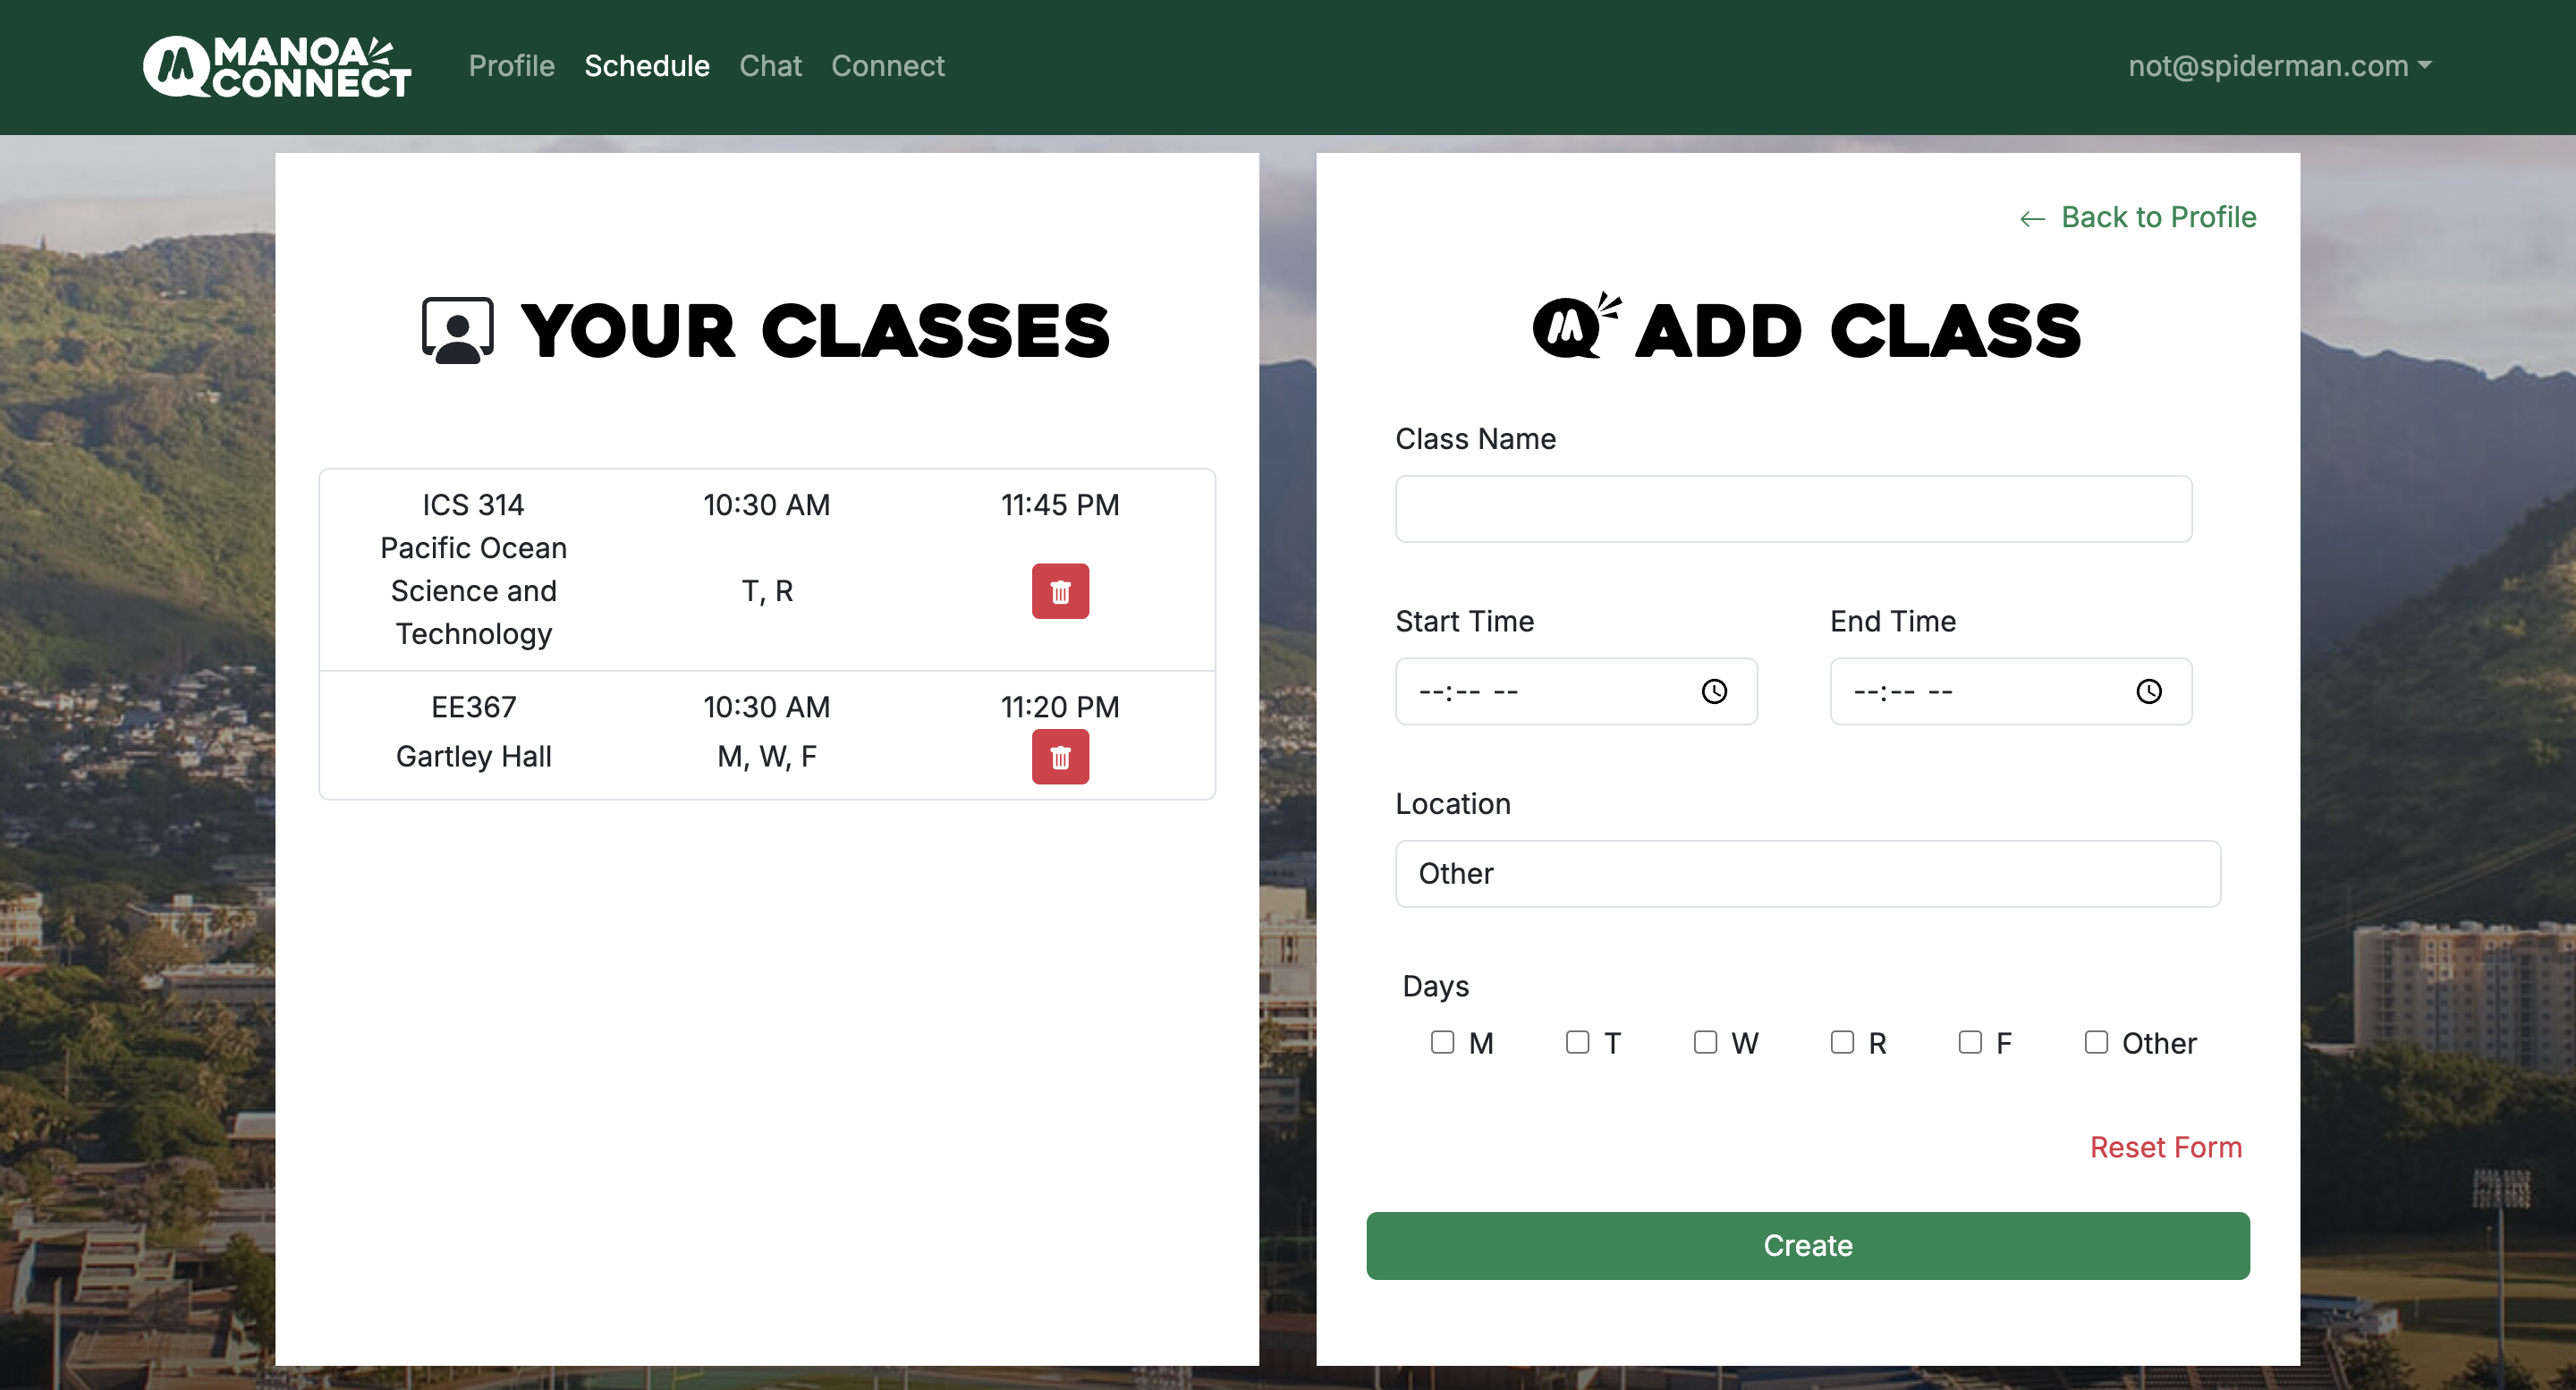 MANOA
CONNECT
Profile Schedule Chat Connect
not@spiderman.com
YOUR CLASSES
ICS 314 10:30 AM 11:45 PM
Pacific Ocean
Science and T, R
Technology
EE367 10:30 AM 11:20 PM
Gartley Hall M, W, F
← Back to Profile
ADD CLASS
Class Name
Start Time End Time
--:-- -- --:-- --
Location
Other
Days
M T W R F Other
Reset Form
Create